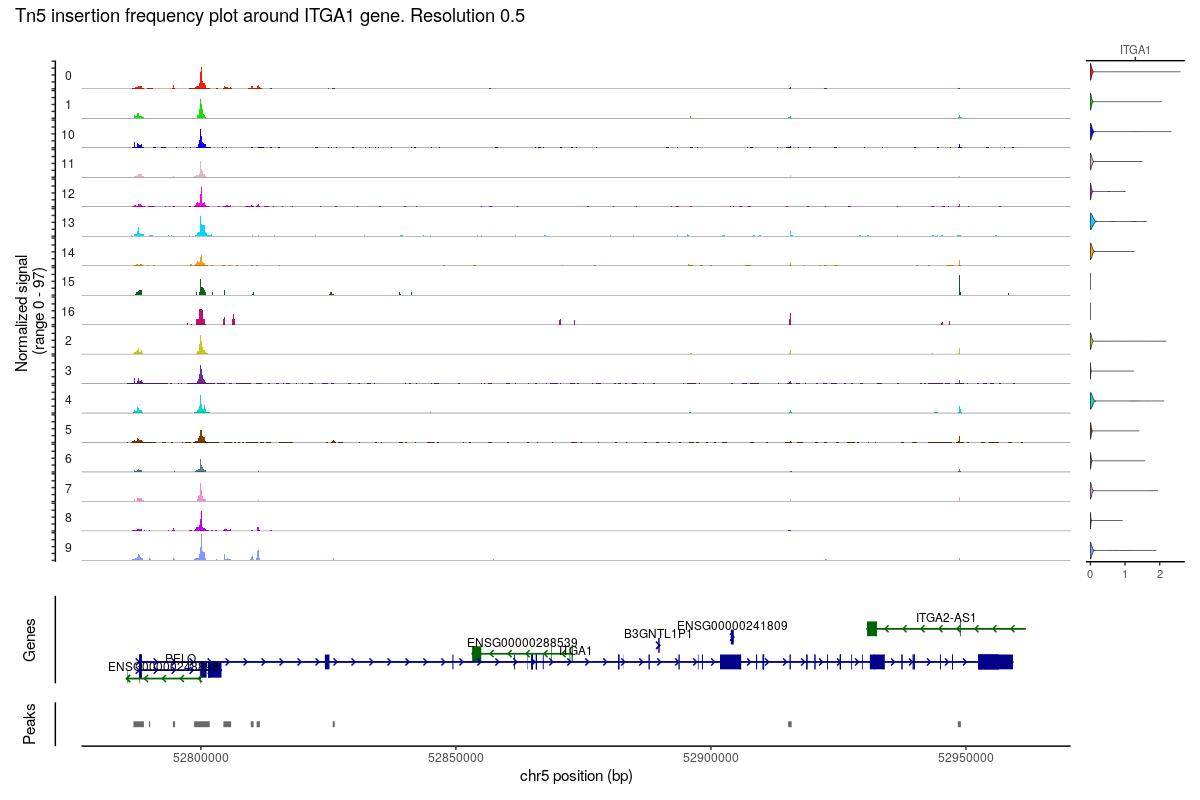 Tn5 insertion frequency plot around ITGA1 gene. Resolution 0.5
ITGA1
0
1
10
11
12
13
14
15
16
2
3
4
5
6
7
8
9
Normalized signal
(range 0 - 97)
0 1 2
Genes
ITGA2-AS1
ENSG00000241809
B3GNTL1P1
ENSG00000288539
ITGA1
PELO
Peaks
52800000 52850000 52900000 52950000
chr5 position (bp)